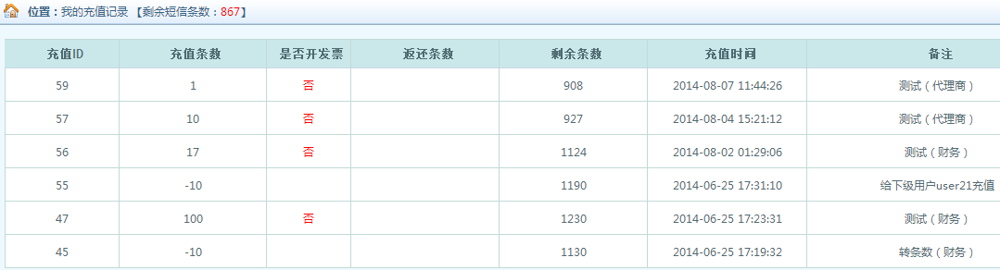 位置：我的充值记录 【剩余短信条数：867】
充值ID 充值条数 是否开发票 返还条数 剩余条数 充值时间 备注
59 1 否 908 2014-08-07 11:44:26 测试（代理商）
57 10 否 927 2014-08-04 15:21:12 测试（代理商）
56 17 否 1124 2014-08-02 01:29:06 测试（财务）
55 -10 1190 2014-06-25 17:31:10 给下级用户user21充值
47 100 否 1230 2014-06-25 17:23:31 测试（财务）
45 -10 1130 2014-06-25 17:19:32 转条数（财务）